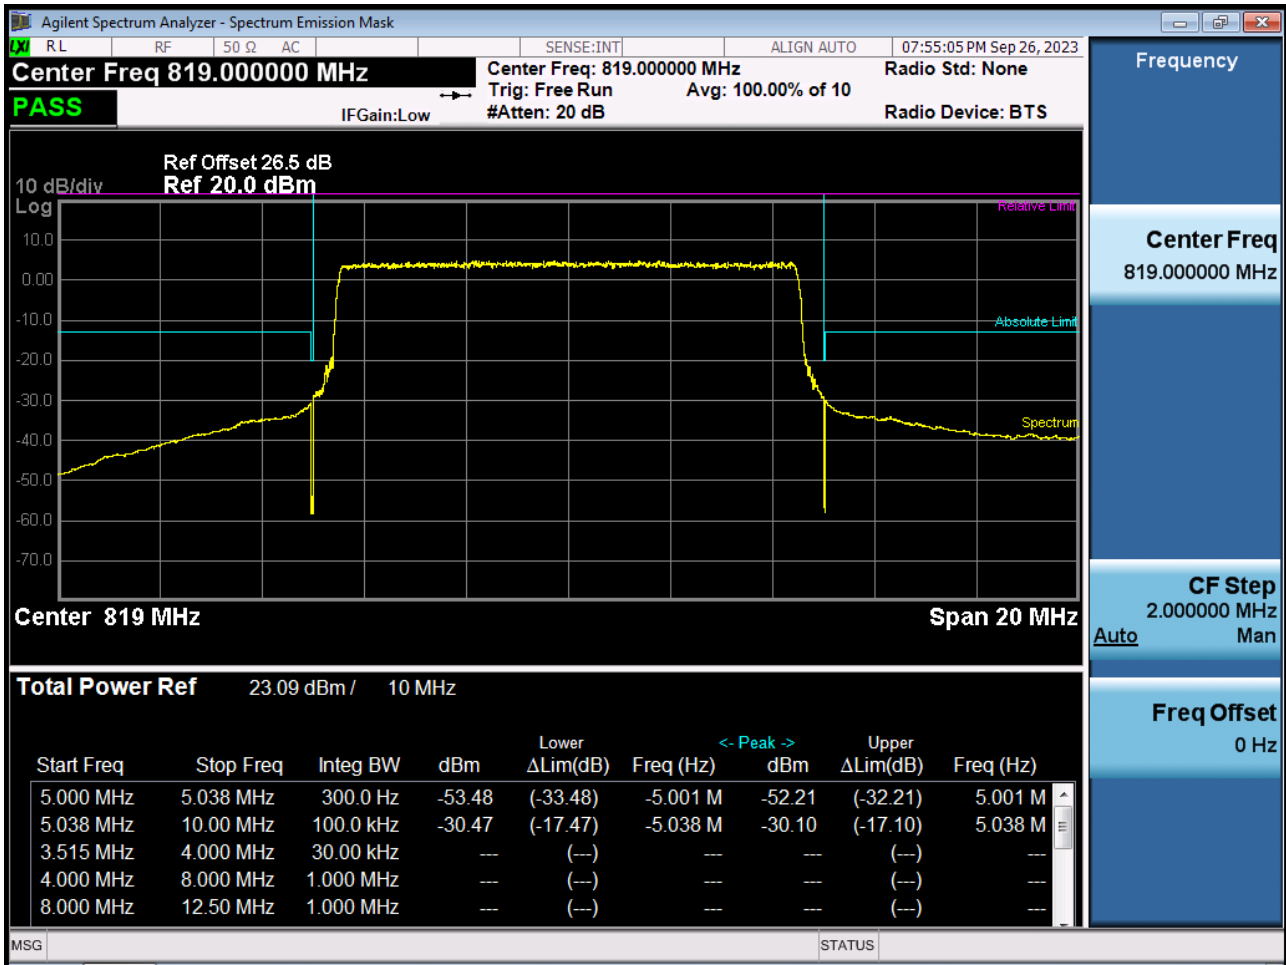 Agilent Spectrum Analyzer - Spectrum Emission Mask
LXI RL RF 50 Ω AC SENSE:INT ALIGN AUTO 07:55:05 PM Sep 26, 2023
Center Freq 819.000000 MHz
Center Freq: 819.000000 MHz Radio Std: None
Trig: Free Run Avg: 100.00% of 10
PASS
IFGain:Low #Atten: 20 dB Radio Device: BTS
Ref Offset 26.5 dB
10 dB/div Ref 20.0 dBm
Log
Relative Limit
10.0
0.00
-10.0
Absolute Limit
-20.0
-30.0
Spectrum
-40.0
-50.0
-60.0
-70.0
Center 819 MHz Span 20 MHz
Total Power Ref 23.09 dBm / 10 MHz
Lower <- Peak -> Upper
Start Freq Stop Freq Integ BW dBm ΔLim(dB) Freq (Hz) dBm ΔLim(dB) Freq (Hz)
5.000 MHz 5.038 MHz 300.0 Hz -53.48 (-33.48) -5.001 M -52.21 (-32.21) 5.001 M
5.038 MHz 10.00 MHz 100.0 kHz -30.47 (-17.47) -5.038 M -30.10 (-17.10) 5.038 M
3.515 MHz 4.000 MHz 30.00 kHz --- (---) --- --- (---) ---
4.000 MHz 8.000 MHz 1.000 MHz --- (---) --- --- (---) ---
8.000 MHz 12.50 MHz 1.000 MHz --- (---) --- --- (---) ---
MSG STATUS
Frequency
Center Freq
819.000000 MHz
CF Step
2.000000 MHz
Auto Man
Freq Offset
0 Hz